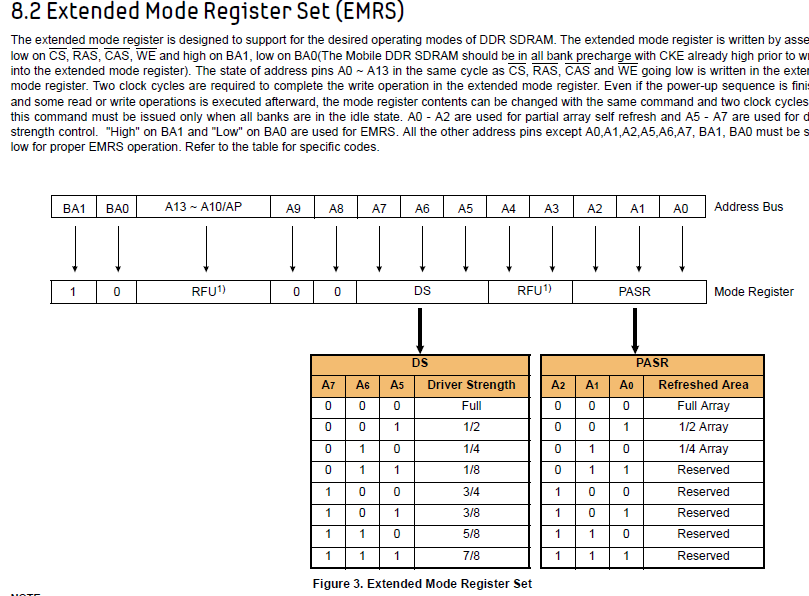 8.2 Extended Mode Register Set (EMRS)
The extended mode register is designed to support for the desired operating modes of DDR SDRAM. The extended mode register is written by asse
low on CS, RAS, CAS, WE and high on BA1, low on BA0(The Mobile DDR SDRAM should be in all bank precharge with CKE already high prior to wr
into the extended mode register). The state of address pins A0 ~ A13 in the same cycle as CS, RAS, CAS and WE going low is written in the exter
mode register. Two clock cycles are required to complete the write operation in the extended mode register. Even if the power-up sequence is finis
and some read or write operations is executed afterward, the mode register contents can be changed with the same command and two clock cycles
this command must be issued only when all banks are in the idle state. A0 - A2 are used for partial array self refresh and A5 - A7 are used for d
strength control. "High" on BA1 and "Low" on BA0 are used for EMRS. All the other address pins except A0,A1,A2,A5,A6,A7, BA1, BA0 must be s
low for proper EMRS operation. Refer to the table for specific codes.
BA1 BA0 A13 ~ A10/AP A9 A8 A7 A6 A5 A4 A3 A2 A1 A0 Address Bus
1 0 RFU1) 0 0 DS RFU1) PASR Mode Register
DS PASR
A7 A6 A5 Driver Strength A2 A1 A0 Refreshed Area
0 0 0 Full 0 0 0 Full Array
0 0 1 1/2 0 0 1 1/2 Array
0 1 0 1/4 0 1 0 1/4 Array
0 1 1 1/8 0 1 1 Reserved
1 0 0 3/4 1 0 0 Reserved
1 0 1 3/8 1 0 1 Reserved
1 1 0 5/8 1 1 0 Reserved
1 1 1 7/8 1 1 1 Reserved
Figure 3. Extended Mode Register Set